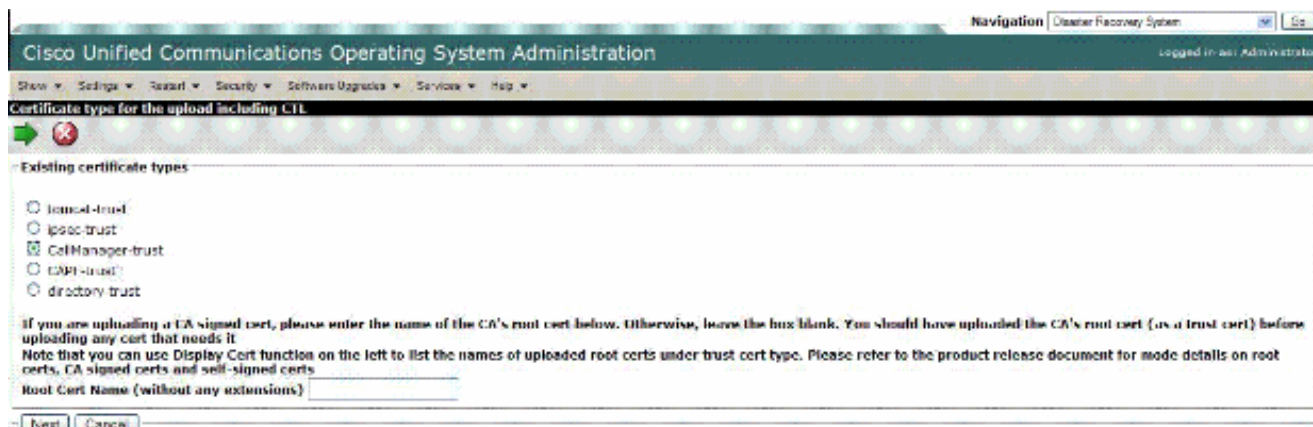 Navigation Disaster Recovery System Go
Cisco Unified Communications Operating System Administration
Logged in as: Administrato
Show Settings Restart Security Software Upgrades Services Help
Certificate type for the upload including CTL
Existing certificate types
tomcat-trust
ipsec-trust
CallManager-trust
CAPF-trust
directory-trust
If you are uploading a CA signed cert, please enter the name of the CA's root cert below. Otherwise, leave the box blank. You should have uploaded the CA's root cert (as a trust cert) before
uploading any cert that needs it
Note that you can use Display Cert function on the left to list the names of uploaded root certs under trust cert type. Please refer to the product release document for mode details on root
certs, CA signed certs and self-signed certs
Root Cert Name (without any extensions)
Next Cancel